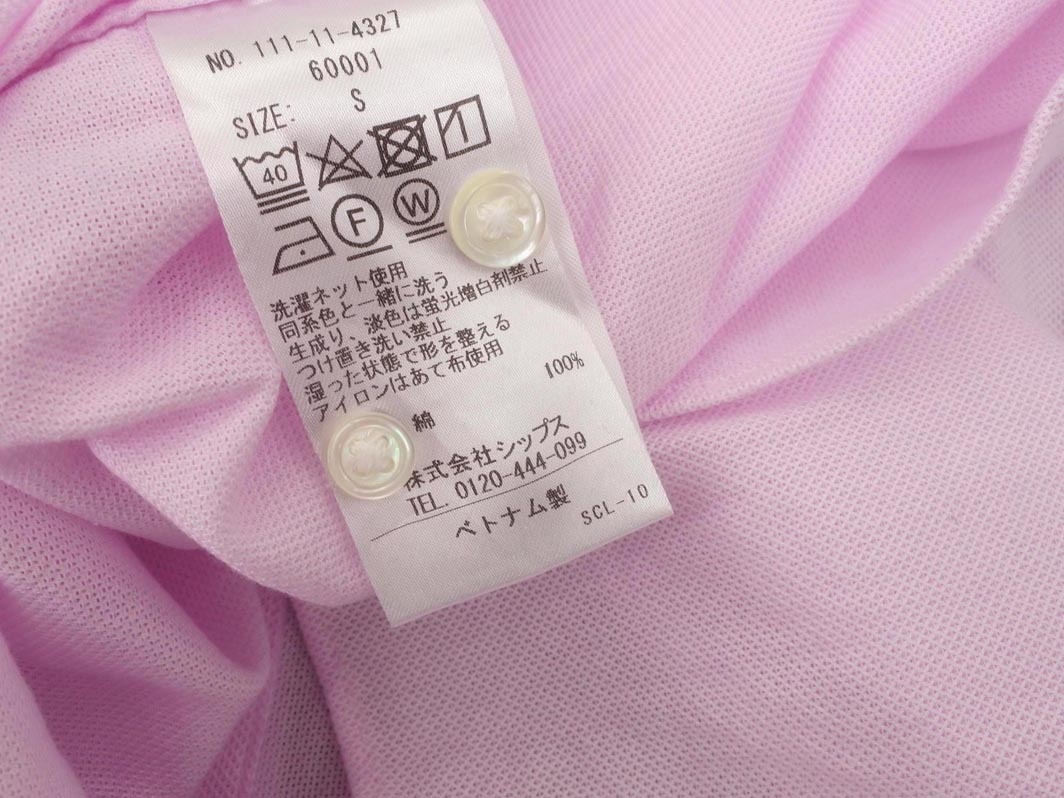 NO. 111-11-4327
60001
SIZE: S
40
F W
洗濯ネット使用
同系色と一緒に洗う
生成り、淡色は蛍光増白剤禁止
つけ置き洗い禁止
湿った状態で形を整える
アイロンはあて布使用
綿 100%
株式会社シップス
TEL. 0120-444-099
ベトナム製 SCL-10